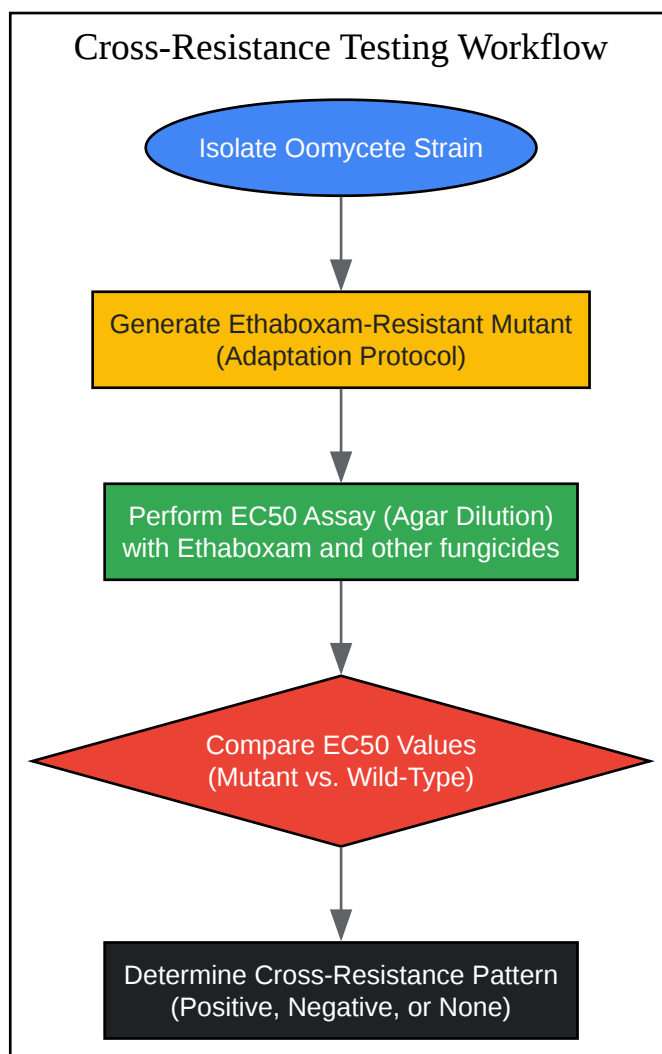 Cross-Resistance Testing Workflow
Isolate Oomycete Strain
Generate Ethaboxam-Resistant Mutant
(Adaptation Protocol)
Perform EC50 Assay (Agar Dilution)
with Ethaboxam and other fungicides
Compare EC50 Values
(Mutant vs. Wild-Type)
Determine Cross-Resistance Pattern
(Positive, Negative, or None)